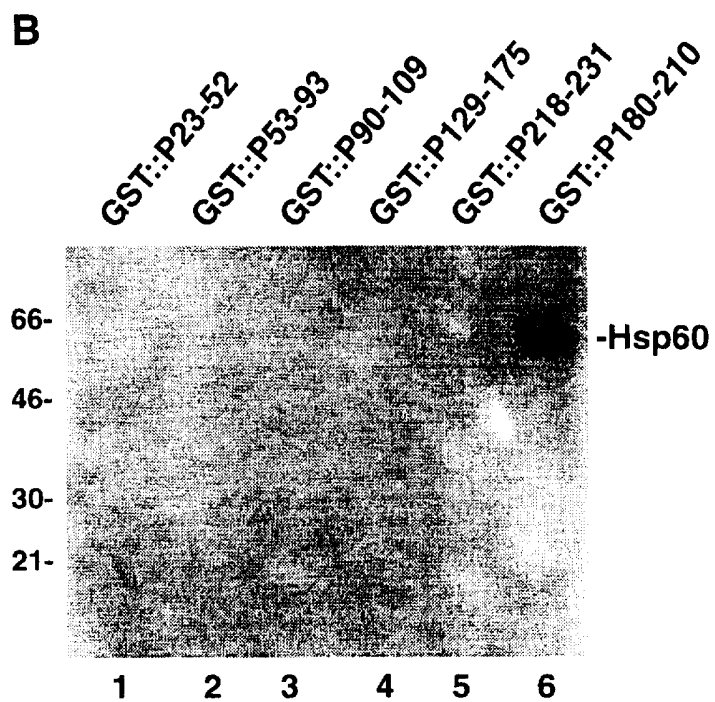 B
GST::P23-52
GST::P53-93
GST::P90-109
GST::P129-175
GST::P218-231
GST::P180-210
66-
-Hsp60
46-
30-
21-
1 2 3 4 5 6